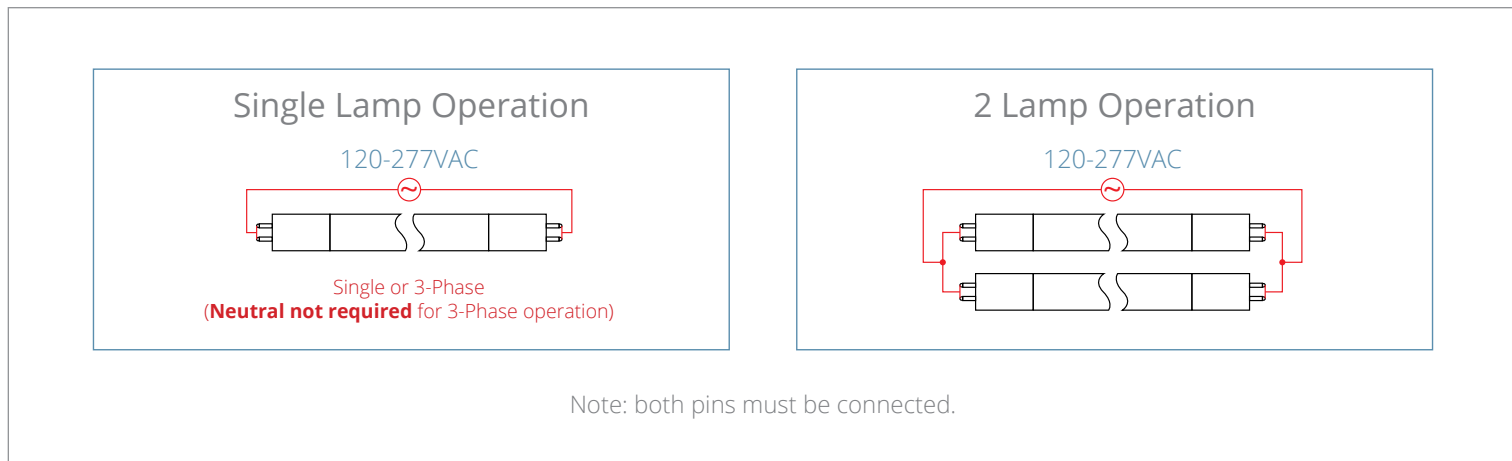 Single Lamp Operation
120-277VAC
Single or 3-Phase
(Neutral not required for 3-Phase operation)
2 Lamp Operation
120-277VAC
Note: both pins must be connected.